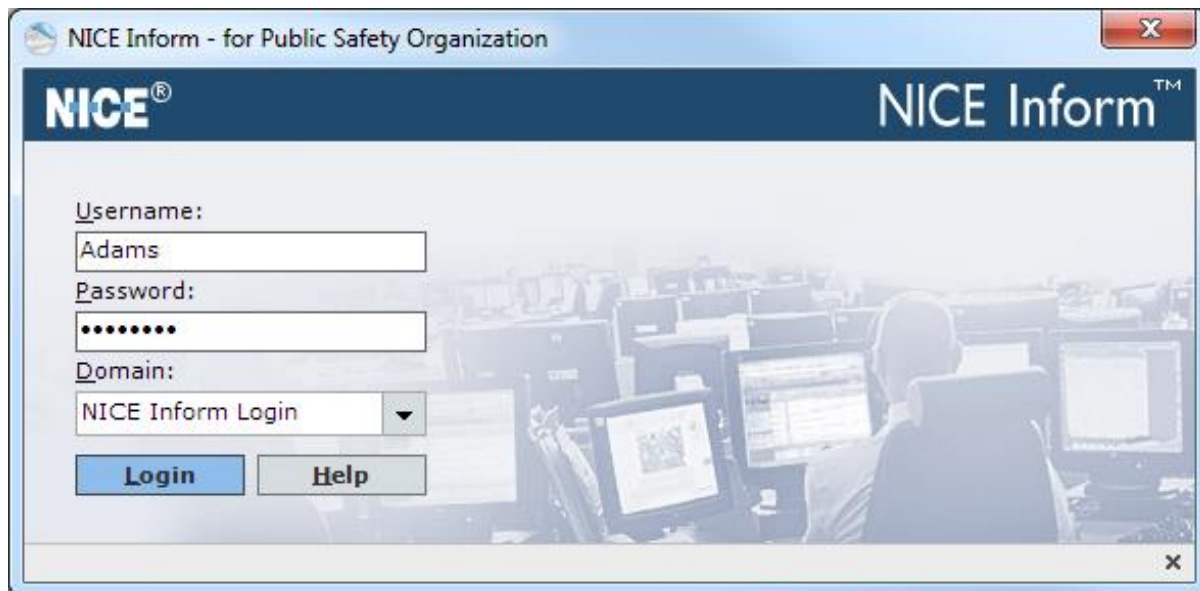 NICE Inform - for Public Safety Organization
NICE® NICE Inform™
Username:
Adams
Password:
••••••••
Domain:
NICE Inform Login
Login Help